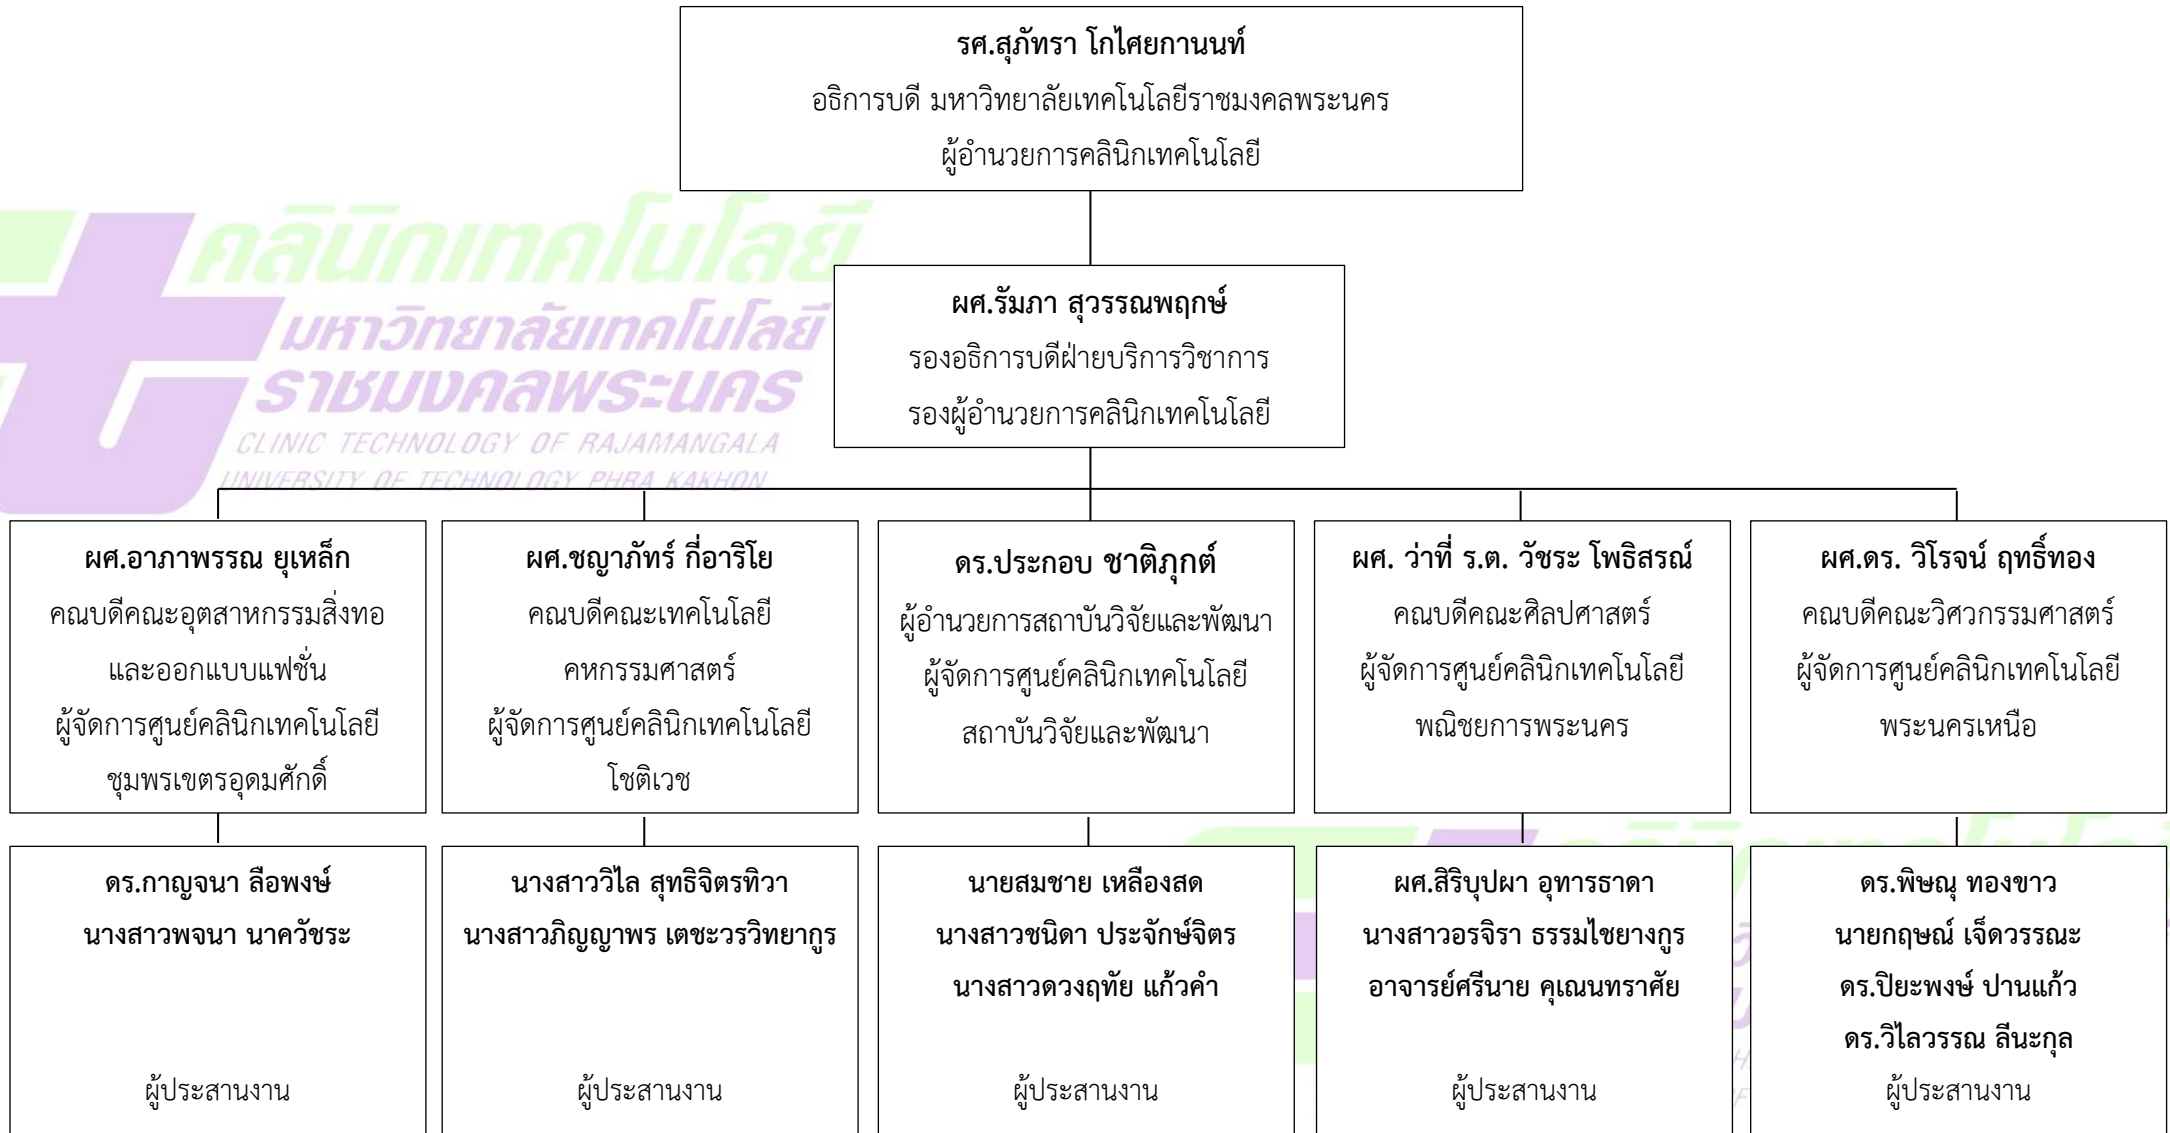 รศ.สุภัทรา โกไศยกานนท์
อธิการบดี มหาวิทยาลัยเทคโนโลยีราชมงคลพระนคร
ผู้อำนวยการคลินิกเทคโนโลยี
คลินิกเทคโนโลยี
มหาวิทยาลัยเทคโนโลยี
ราชมงคลพระนคร
CLINIC TECHNOLOGY OF RAJAMANGALA
UNIVERSITY OF TECHNOLOGY PHRA KAKHON
ผศ.รัมภา สุวรรณพฤกษ์
รองอธิการบดีฝ่ายบริการวิชาการ
รองผู้อำนวยการคลินิกเทคโนโลยี
ผศ.อาภาพรรณ ยุเหล็ก
คณบดีคณะอุตสาหกรรมสิ่งทอ
และออกแบบแฟชั่น
ผู้จัดการศูนย์คลินิกเทคโนโลยี
ชุมพรเขตรอุดมศักดิ์
ผศ.ชญาภัทร์ กี่อาริโย
คณบดีคณะเทคโนโลยี
คหกรรมศาสตร์
ผู้จัดการศูนย์คลินิกเทคโนโลยี
โชติเวช
ดร.ประกอบ ชาติภุกต์
ผู้อำนวยการสถาบันวิจัยและพัฒนา
ผู้จัดการศูนย์คลินิกเทคโนโลยี
สถาบันวิจัยและพัฒนา
ผศ. ว่าที่ ร.ต. วัชระ โพธิสรณ์
คณบดีคณะศิลปศาสตร์
ผู้จัดการศูนย์คลินิกเทคโนโลยี
พณิชยการพระนคร
ผศ.ดร. วิโรจน์ ฤทธิ์ทอง
คณบดีคณะวิศวกรรมศาสตร์
ผู้จัดการศูนย์คลินิกเทคโนโลยี
พระนครเหนือ
ดร.กาญจนา ลือพงษ์
นางสาวพจนา นาควัชระ
ผู้ประสานงาน
นางสาววิไล สุทธิจิตรทิวา
นางสาวภิญญาพร เตชะวรวิทยากูร
ผู้ประสานงาน
นายสมชาย เหลืองสด
นางสาวชนิดา ประจักษ์จิตร
นางสาวดวงฤทัย แก้วคำ
ผู้ประสานงาน
ผศ.สิริบุปผา อุทารธาดา
นางสาวอรจิรา ธรรมไชยางกูร
อาจารย์ศรีนาย คุเณนทราศัย
ผู้ประสานงาน
ดร.พิษณุ ทองขาว
นายกฤษณ์ เจ็ดวรรณะ
ดร.ปิยะพงษ์ ปานแก้ว
ดร.วิไลวรรณ ลีนะกุล
ผู้ประสานงาน